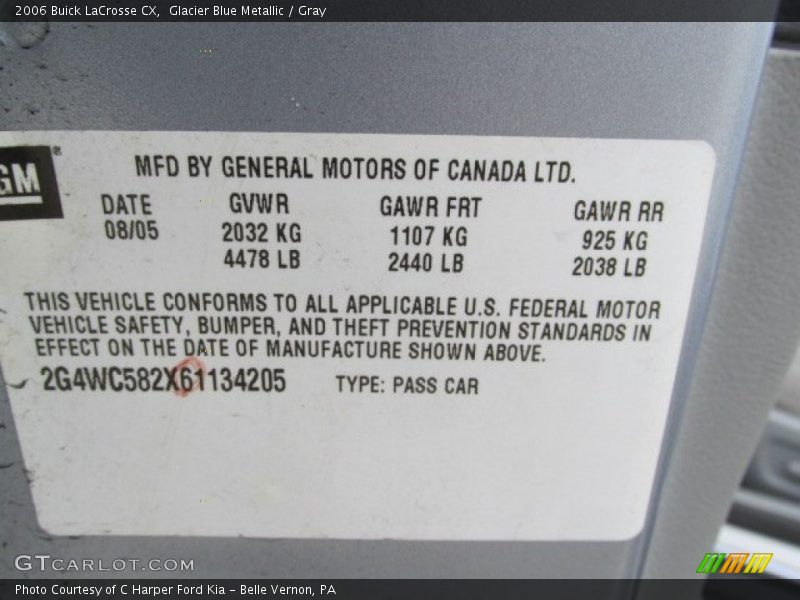 2006 Buick LaCrosse CX,  Glacier Blue Metallic / Gray
GM®
MFD BY GENERAL MOTORS OF CANADA LTD.
DATE GVWR GAWR FRT GAWR RR
08/05 2032 KG 1107 KG 925 KG
4478 LB 2440 LB 2038 LB
THIS VEHICLE CONFORMS TO ALL APPLICABLE U.S. FEDERAL MOTOR
VEHICLE SAFETY, BUMPER, AND THEFT PREVENTION STANDARDS IN
EFFECT ON THE DATE OF MANUFACTURE SHOWN ABOVE.
2G4WC582X61134205 TYPE: PASS CAR
GTCARLOT.COM
Photo Courtesy of C Harper Ford Kia - Belle Vernon, PA